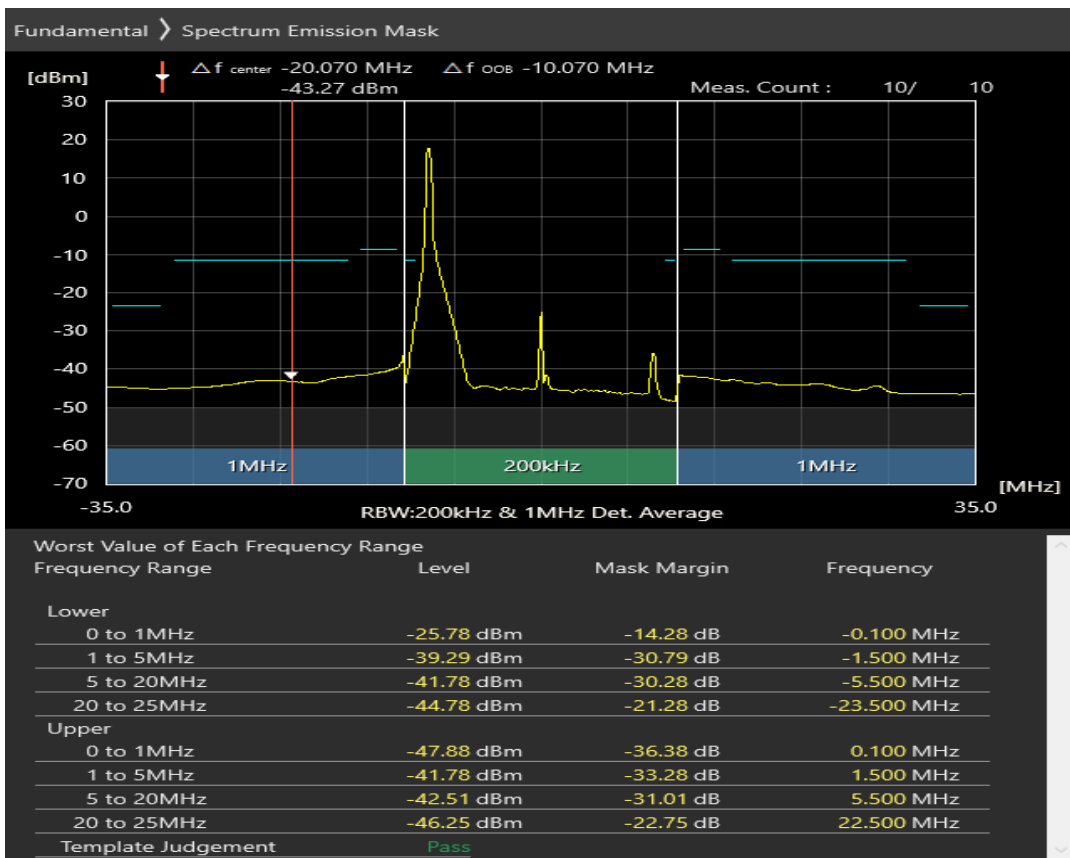 Fundamental 〉 Spectrum Emission Mask
△f center -20.070 MHz △f OOB -10.070 MHz
[dBm]
-43.27 dBm Meas. Count : 10/ 10
30
20
10
0
-10
-20
-30
-40
-50
-60
1MHz 200kHz 1MHz
-70
[MHz]
-35.0 RBW:200kHz & 1MHz Det. Average 35.0
Worst Value of Each Frequency Range
Frequency Range Level Mask Margin Frequency
Lower
0 to 1MHz -25.78 dBm -14.28 dB -0.100 MHz
1 to 5MHz -39.29 dBm -30.79 dB -1.500 MHz
5 to 20MHz -41.78 dBm -30.28 dB -5.500 MHz
20 to 25MHz -44.78 dBm -21.28 dB -23.500 MHz
Upper
0 to 1MHz -47.88 dBm -36.38 dB 0.100 MHz
1 to 5MHz -41.78 dBm -33.28 dB 1.500 MHz
5 to 20MHz -42.51 dBm -31.01 dB 5.500 MHz
20 to 25MHz -46.25 dBm -22.75 dB 22.500 MHz
Template Judgement Pass